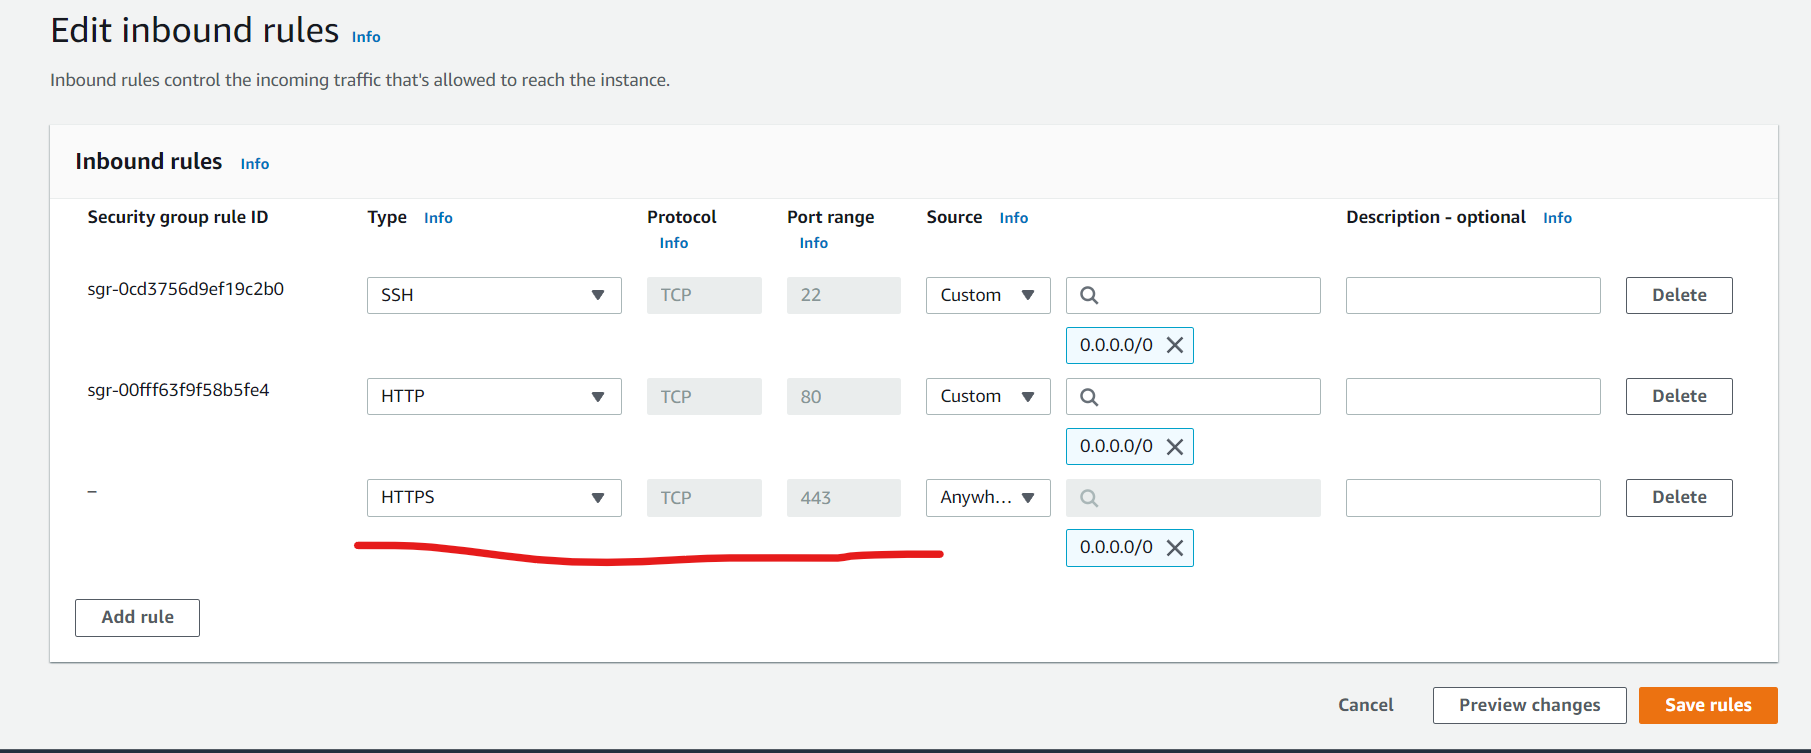 Edit inbound rules Info
Inbound rules control the incoming traffic that's allowed to reach the instance.
Inbound rules Info
Security group rule ID Type Info Protocol Info Port range Info Source Info Description - optional Info
sgr-0cd3756d9ef19c2b0 SSH TCP 22 Custom Delete
0.0.0.0/0
sgr-00fff63f9f58b5fe4 HTTP TCP 80 Custom Delete
0.0.0.0/0
– HTTPS TCP 443 Anywh... Delete
0.0.0.0/0
Add rule
Cancel Preview changes Save rules